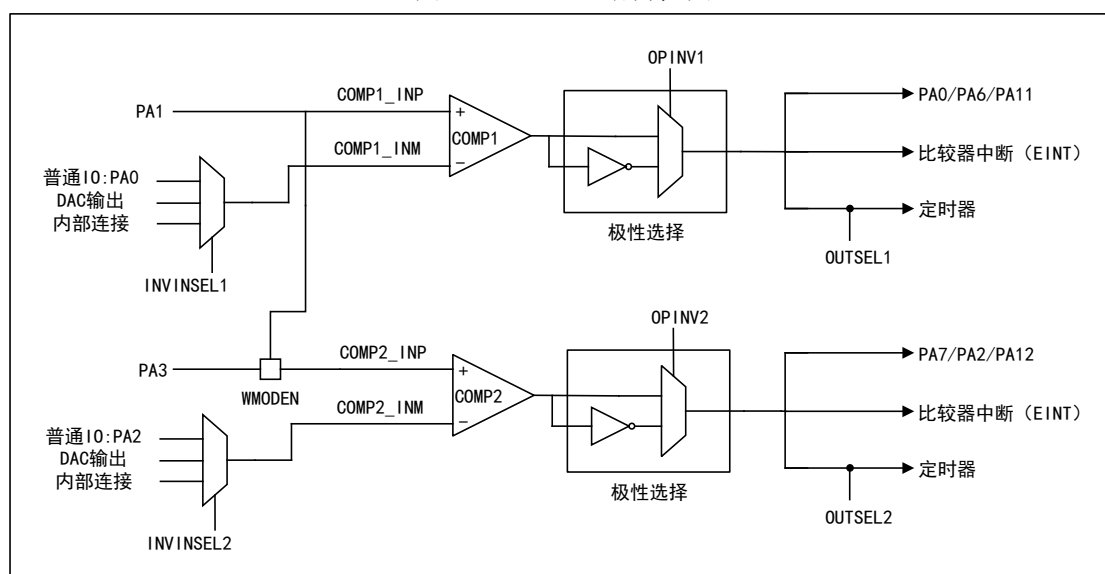 OPINV1
COMP1_INP
PA1
+
COMP1
COMP1_INM
−
PA0/PA6/PA11
比较器中断（EINT）
定时器
普通IO:PA0
DAC输出
内部连接
极性选择
OUTSEL1
INVINSEL1
OPINV2
COMP2_INP
PA3
WMODEN
+
COMP2
COMP2_INM
−
PA7/PA2/PA12
比较器中断（EINT）
定时器
普通IO:PA2
DAC输出
内部连接
极性选择
OUTSEL2
INVINSEL2